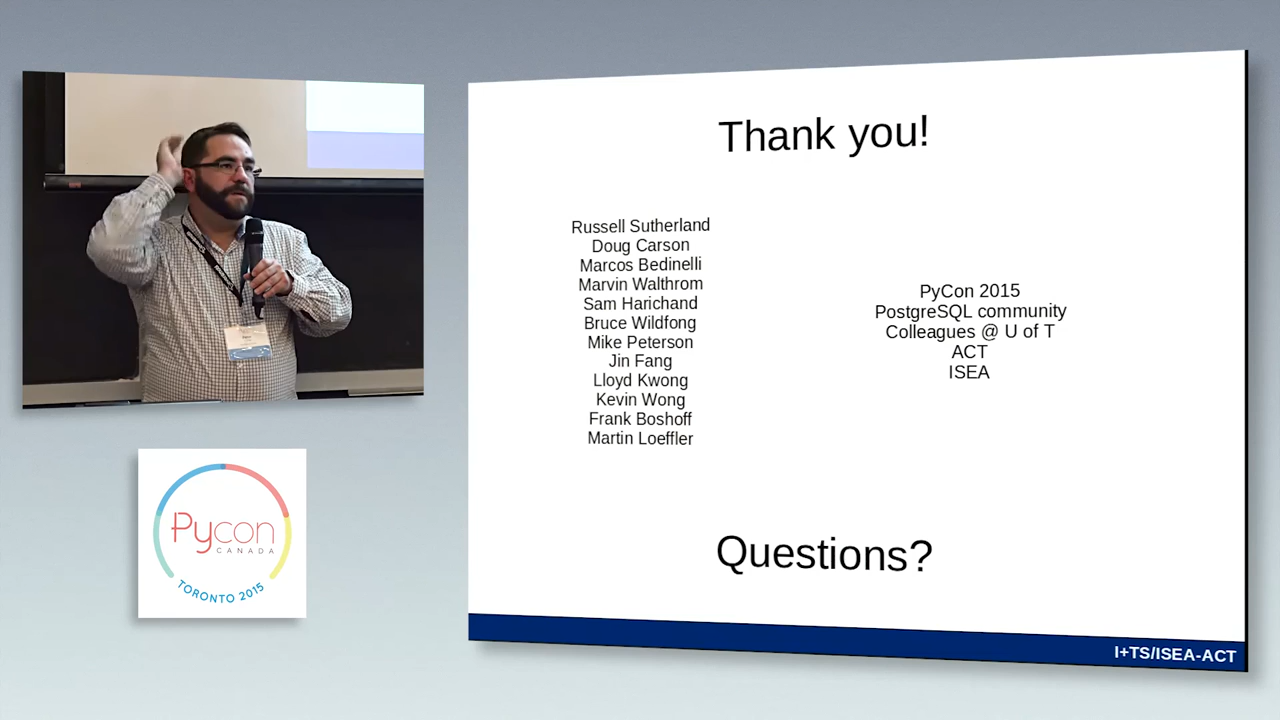 Thank you!
Russell Sutherland
Doug Carson
Marcos Bedinelli
Marvin Walthrom
Sam Harichand
Bruce Wildfong
Mike Peterson
Jin Fang
Lloyd Kwong
Kevin Wong
Frank Boshoff
Martin Loeffler
PyCon 2015
PostgreSQL community
Colleagues @ U of T
ACT
ISEA
Questions?
I+TS/ISEA-ACT
Pycon
CANADA
TORONTO 2015